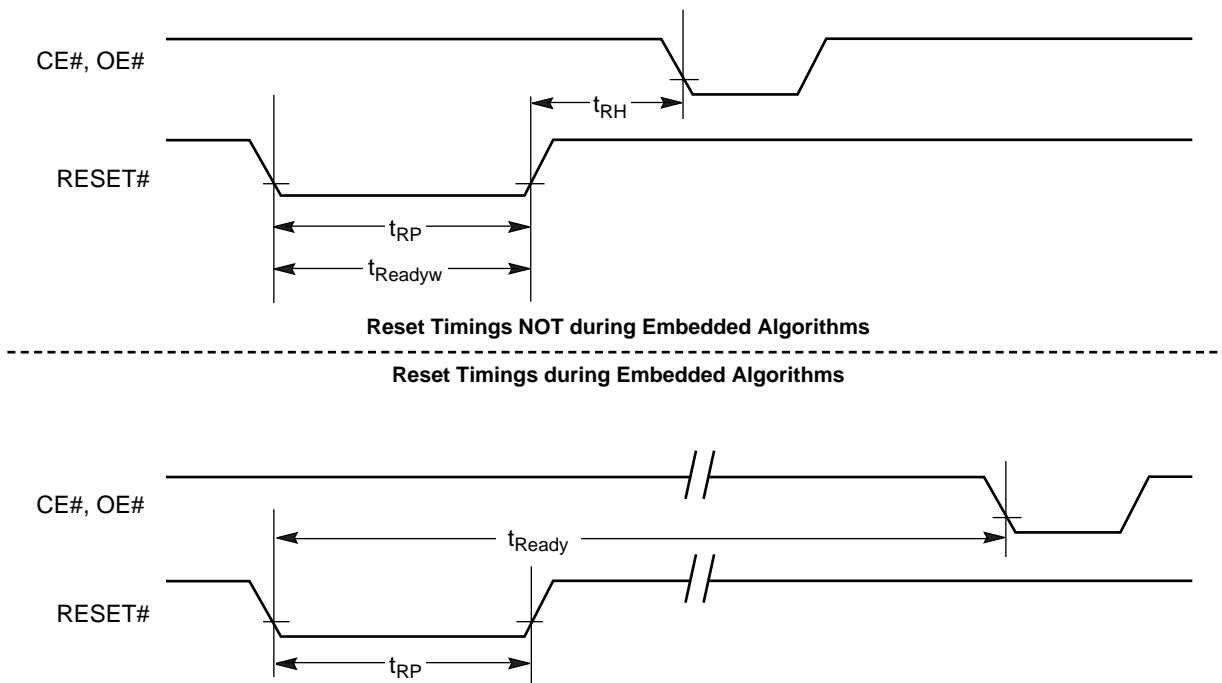 CE#, OE#
tRH
RESET#
tRP
tReadyw
Reset Timings NOT during Embedded Algorithms
Reset Timings during Embedded Algorithms
CE#, OE#
tReady
RESET#
tRP